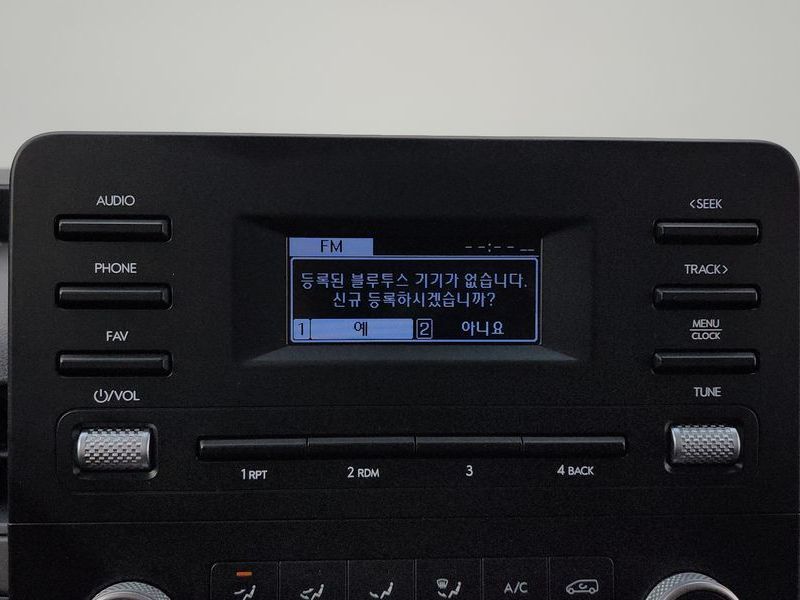 AUDIO
<SEEK
FM
--:-- __
PHONE
TRACK>
등록된 블루투스 기기가 없습니다.
신규 등록하시겠습니까?
1 예 2 아니요
FAV
MENU
CLOCK
/VOL
TUNE
1 RPT 2 RDM 3 4 BACK
A/C